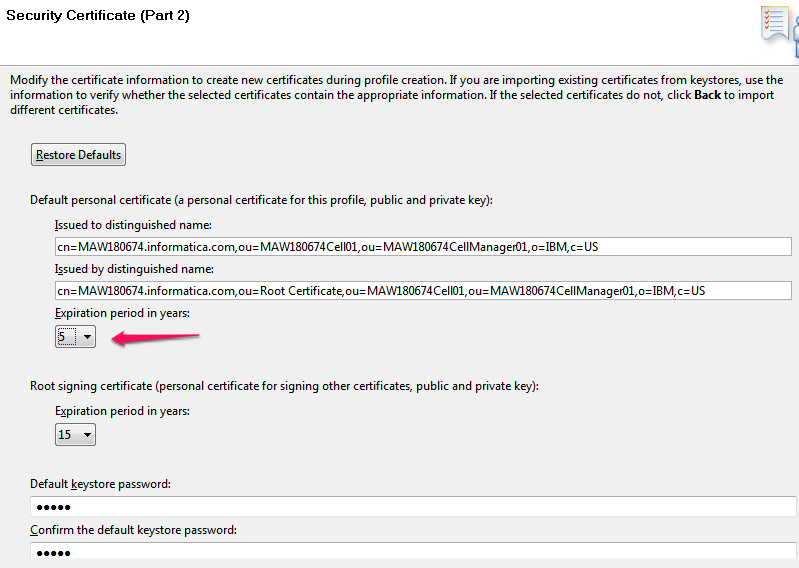 Security Certificate (Part 2)
Modify the certificate information to create new certificates during profile creation. If you are importing existing certificates from keystores, use the
information to verify whether the selected certificates contain the appropriate information. If the selected certificates do not, click Back to import
different certificates.
Restore Defaults
Default personal certificate (a personal certificate for this profile, public and private key):
Issued to distinguished name:
cn=MAW180674.informatica.com,ou=MAW180674Cell01,ou=MAW180674CellManager01,o=IBM,c=US
Issued by distinguished name:
cn=MAW180674.informatica.com,ou=Root Certificate,ou=MAW180674Cell01,ou=MAW180674CellManager01,o=IBM,c=US
Expiration period in years:
5
Root signing certificate (personal certificate for signing other certificates, public and private key):
Expiration period in years:
15
Default keystore password:
●●●●●
Confirm the default keystore password:
●●●●●